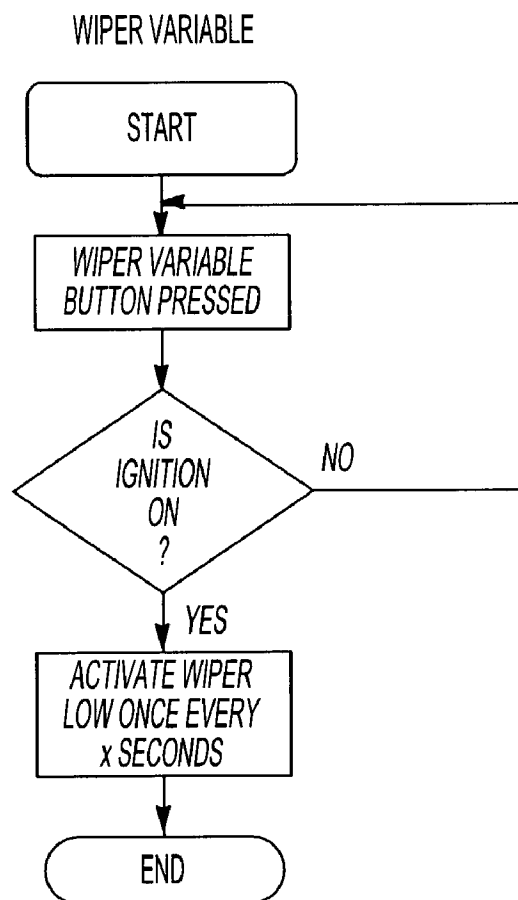 WIPER VARIABLE
START
WIPER VARIABLE
BUTTON PRESSED
IS
IGNITION
ON
?
NO
YES
ACTIVATE WIPER
LOW ONCE EVERY
x SECONDS
END